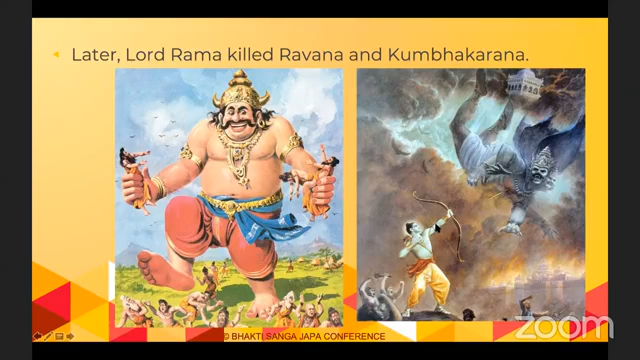 Later, Lord Rama killed Ravana and Kumbhakarana.
© BHAKTI SANGA JAPA CONFERENCE
zoom